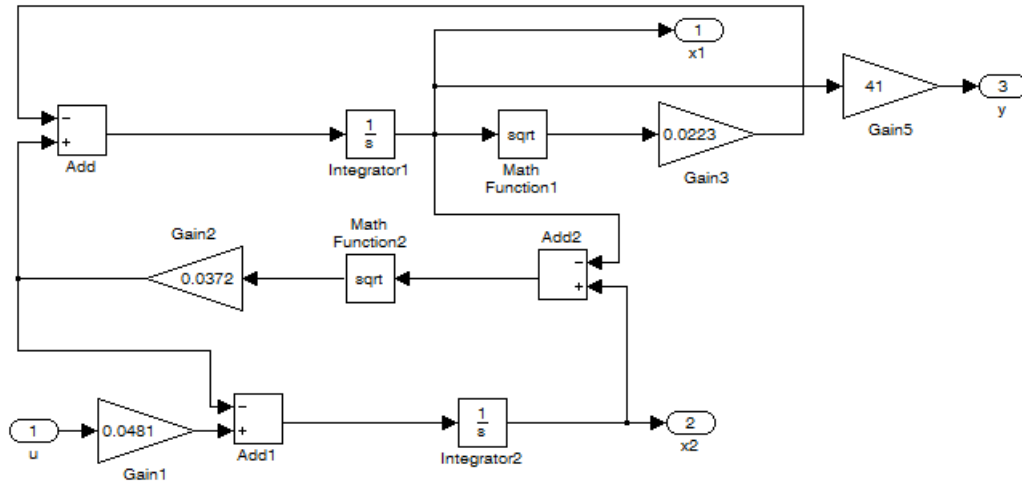 1
x1
41
Gain5
3
y
−
+
Add
1
s
Integrator1
sqrt
Math
Function1
0.0223
Gain3
Gain2
0.0372
Math
Function2
sqrt
Add2
−
+
1
u
0.0481
Gain1
−
+
Add1
1
s
Integrator2
2
x2